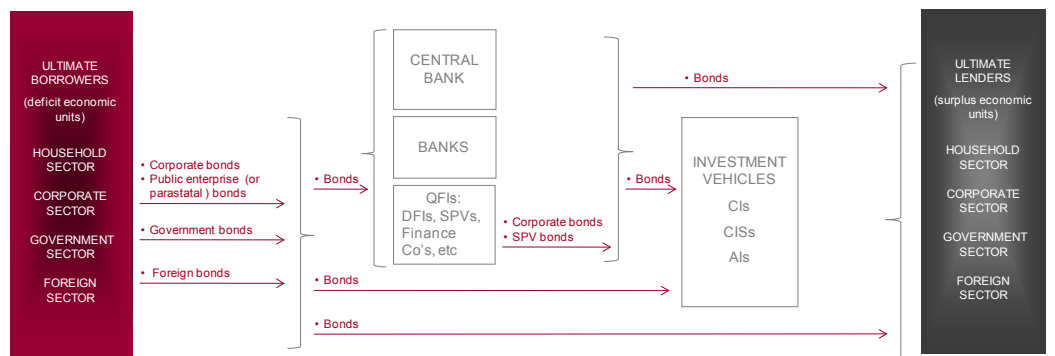 ULTIMATE
BORROWERS
(deficit economic
units)
HOUSEHOLD
SECTOR
CORPORATE
SECTOR
GOVERNMENT
SECTOR
FOREIGN
SECTOR
• Corporate bonds
• Public enterprise (or
parastatal) bonds
• Government bonds
• Foreign bonds
• Bonds
• Bonds
• Bonds
CENTRAL
BANK
BANKS
QFIs:
DFIs, SPVs,
Finance
Co's, etc
• Corporate bonds
• SPV bonds
• Bonds
• Bonds
INVESTMENT
VEHICLES
CIs
CISs
AIs
ULTIMATE
LENDERS
(surplus economic
units)
HOUSEHOLD
SECTOR
CORPORATE
SECTOR
GOVERNMENT
SECTOR
FOREIGN
SECTOR